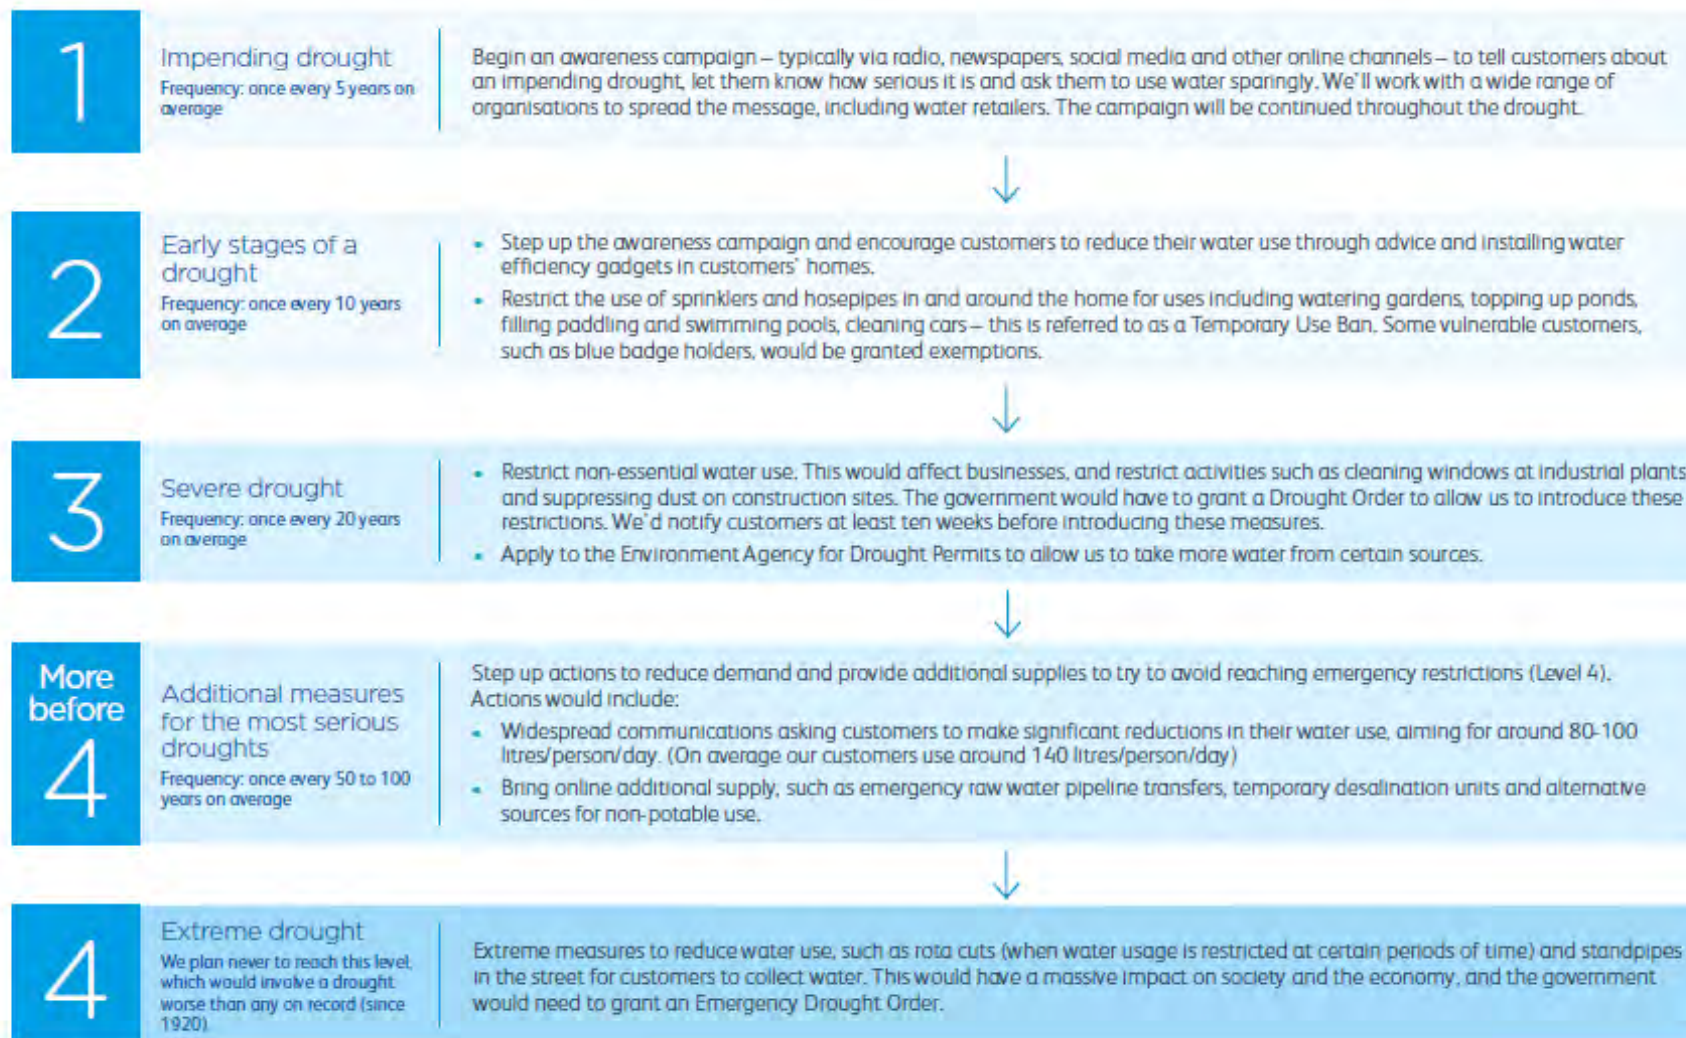 1
Impending drought
Frequency: once every 5 years on
average
Begin an awareness campaign – typically via radio, newspapers, social media and other online channels – to tell customers about
an impending drought, let them know how serious it is and ask them to use water sparingly. We'll work with a wide range of
organisations to spread the message, including water retailers. The campaign will be continued throughout the drought.
2
Early stages of a
drought
Frequency: once every 10 years
on average
• Step up the awareness campaign and encourage customers to reduce their water use through advice and installing water
efficiency gadgets in customers' homes.
• Restrict the use of sprinklers and hosepipes in and around the home for uses including watering gardens, topping up ponds,
filling paddling and swimming pools, cleaning cars – this is referred to as a Temporary Use Ban. Some vulnerable customers,
such as blue badge holders, would be granted exemptions.
3
Severe drought
Frequency: once every 20 years
on average
• Restrict non-essential water use. This would affect businesses, and restrict activities such as cleaning windows at industrial plants
and suppressing dust on construction sites. The government would have to grant a Drought Order to allow us to introduce these
restrictions. We'd notify customers at least ten weeks before introducing these measures.
• Apply to the Environment Agency for Drought Permits to allow us to take more water from certain sources.
More
before
4
Additional measures
for the most serious
droughts
Frequency: once every 50 to 100
years on average
Step up actions to reduce demand and provide additional supplies to try to avoid reaching emergency restrictions (Level 4).
Actions would include:
• Widespread communications asking customers to make significant reductions in their water use, aiming for around 80-100
litres/person/day. (On average our customers use around 140 litres/person/day)
• Bring online additional supply, such as emergency raw water pipeline transfers, temporary desalination units and alternative
sources for non-potable use.
4
Extreme drought
We plan never to reach this level,
which would involve a drought
worse than any on record (since
1920)
Extreme measures to reduce water use, such as rota cuts (when water usage is restricted at certain periods of time) and standpipes
in the street for customers to collect water. This would have a massive impact on society and the economy, and the government
would need to grant an Emergency Drought Order.